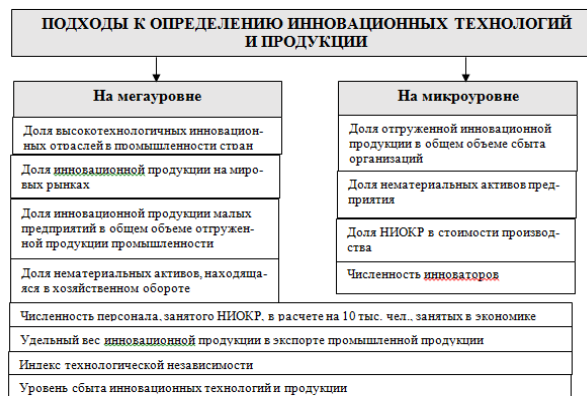 ПОДХОДЫ К ОПРЕДЕЛЕНИЮ ИННОВАЦИОННЫХ ТЕХНОЛОГИЙ
И ПРОДУКЦИИ
На мегауровне
Доля высокотехнологичных инновацион-
ных отраслей в промышленности стран
Доля инновационной продукции на миро-
вых рынках
Доля инновационной продукции малых
предприятий в общем объеме отгружен-
ной продукции промышленности
Доля нематериальных активов, находяща-
яся в хозяйственном обороте
На микроуровне
Доля отгруженной инновационной
продукции в общем объеме сбыта
организаций
Доля нематериальных активов пред-
приятия
Доля НИОКР в стоимости производ-
ства
Численность инноваторов
Численность персонала, занятого НИОКР, в расчете на 10 тыс. чел., занятых в экономике
Удельный вес инновационной продукции в экспорте промышленной продукции
Индекс технологической независимости
Уровень сбыта инновационных технологий и продукции